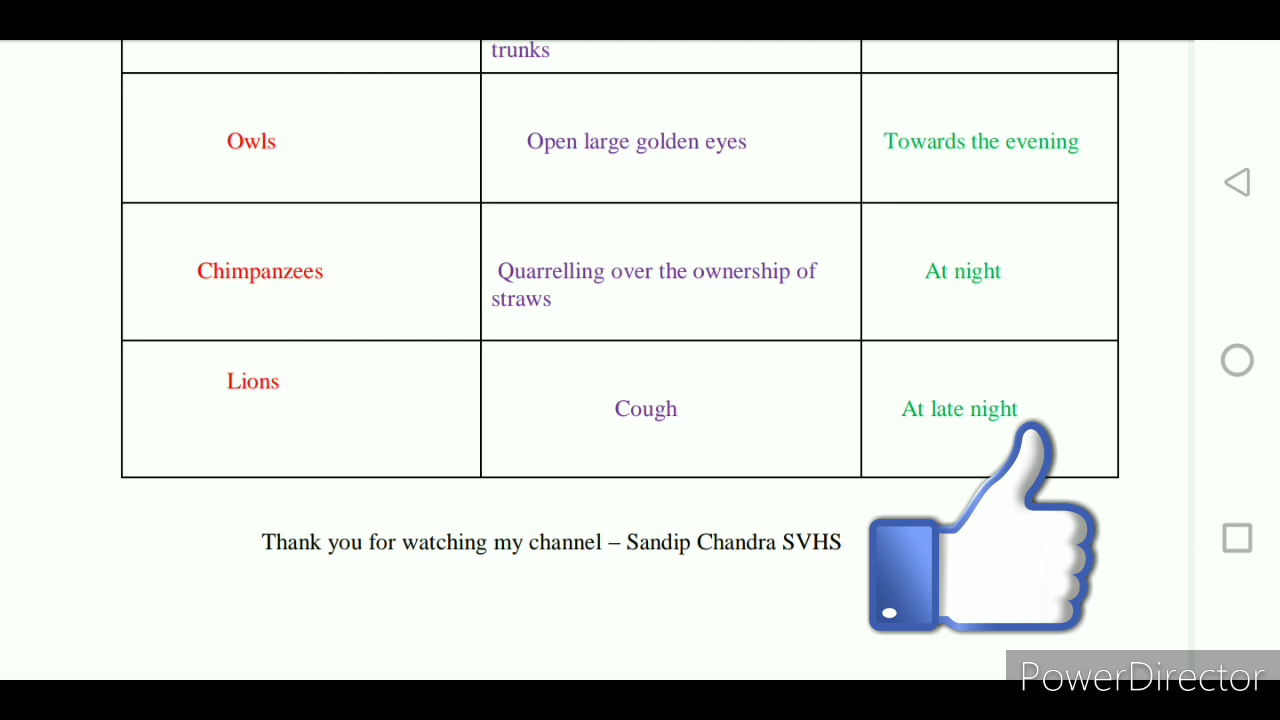 trunks
Owls
Open large golden eyes
Towards the evening
Chimpanzees
Quarrelling over the ownership of
straws
At night
Lions
Cough
At late night
Thank you for watching my channel – Sandip Chandra SVHS
PowerDirector